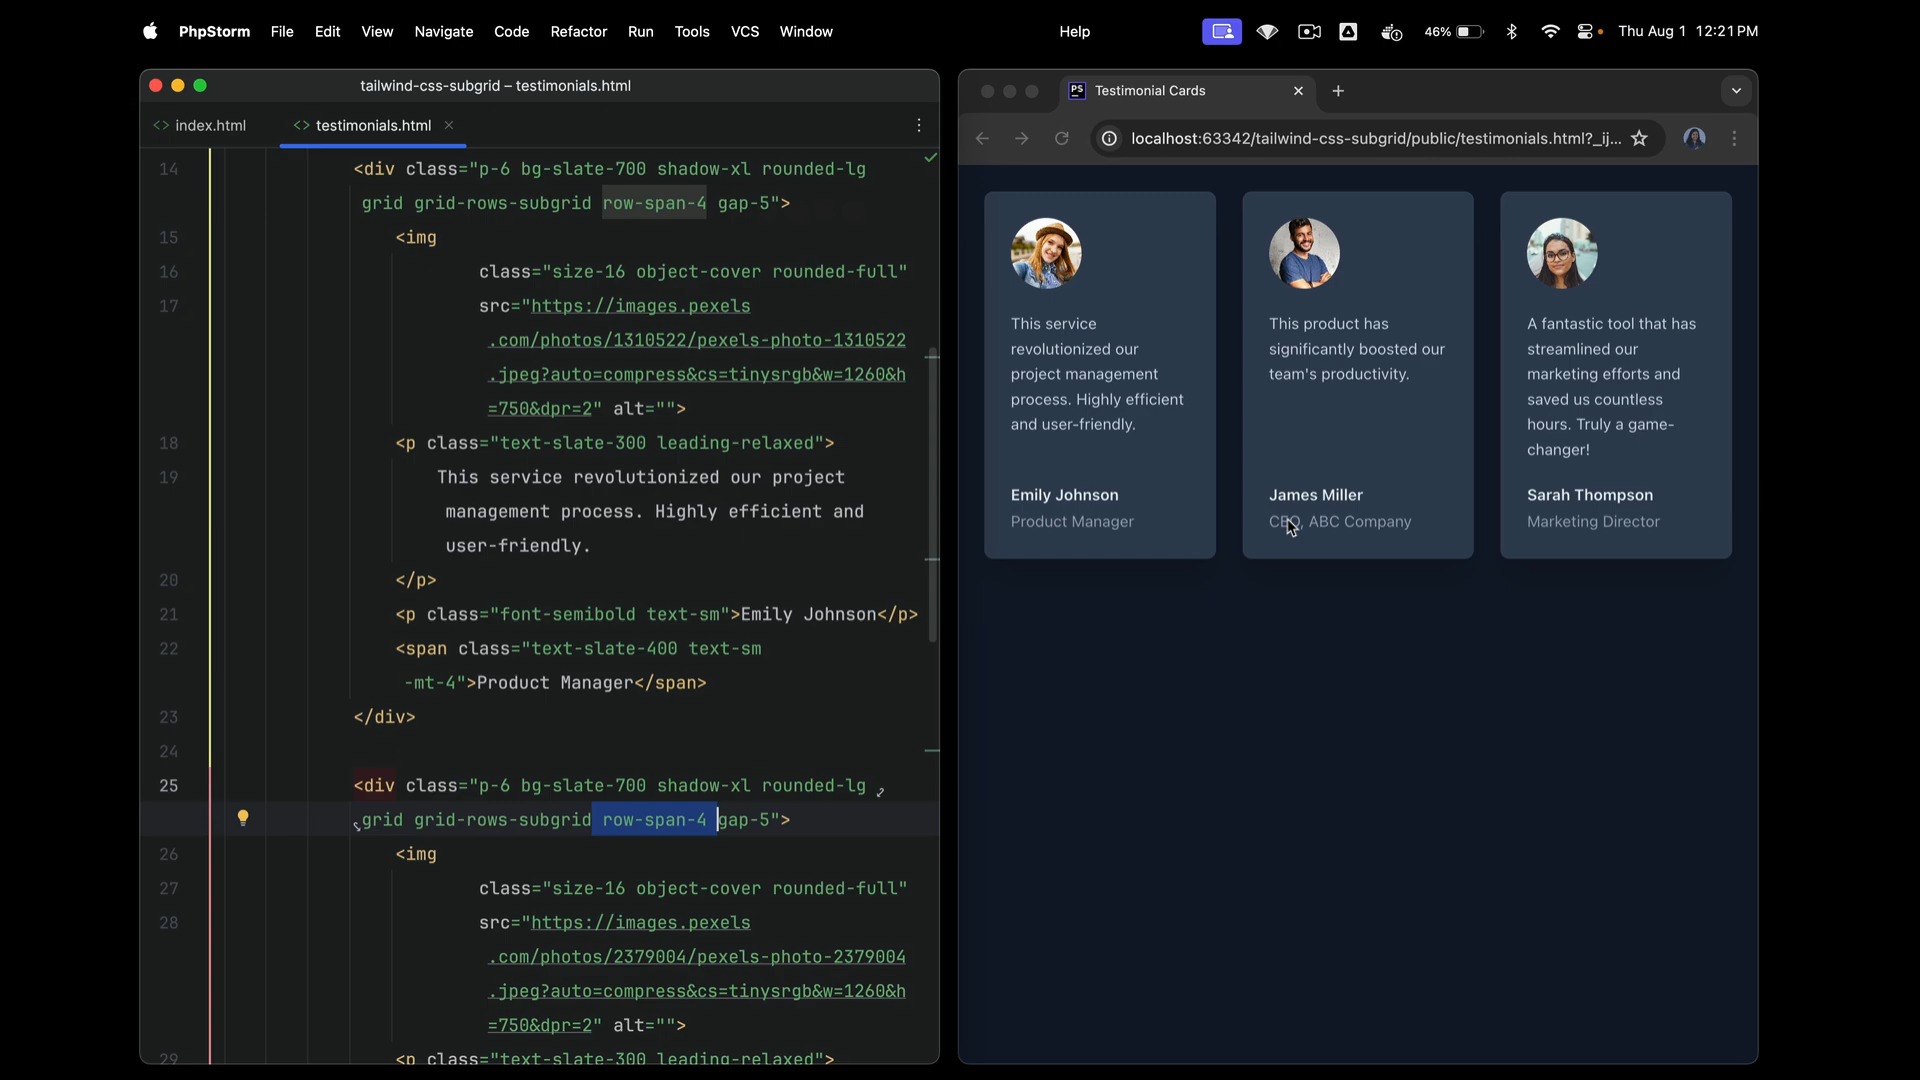 PhpStorm File Edit View Navigate Code Refactor Run Tools VCS Window Help 46% Thu Aug 1 12:21 PM
tailwind-css-subgrid – testimonials.html
<> index.html <> testimonials.html
14 <div class="p-6 bg-slate-700 shadow-xl rounded-lg
grid grid-rows-subgrid row-span-4 gap-5">
15 <img
16 class="size-16 object-cover rounded-full"
17 src="https://images.pexels
.com/photos/1310522/pexels-photo-1310522
.jpeg?auto=compress&cs=tinysrgb&w=1260&h
=750&dpr=2" alt="">
18 <p class="text-slate-300 leading-relaxed">
19 This service revolutionized our project
management process. Highly efficient and
user-friendly.
20 </p>
21 <p class="font-semibold text-sm">Emily Johnson</p>
22 <span class="text-slate-400 text-sm
-mt-4">Product Manager</span>
23 </div>
24
25 <div class="p-6 bg-slate-700 shadow-xl rounded-lg
grid grid-rows-subgrid row-span-4 gap-5">
26 <img
27 class="size-16 object-cover rounded-full"
28 src="https://images.pexels
.com/photos/2379004/pexels-photo-2379004
.jpeg?auto=compress&cs=tinysrgb&w=1260&h
=750&dpr=2" alt="">
29 <p class="text-slate-300 leading-relaxed">
PS Testimonial Cards
localhost:63342/tailwind-css-subgrid/public/testimonials.html?_ij...
This service
revolutionized our
project management
process. Highly efficient
and user-friendly.
Emily Johnson
Product Manager
This product has
significantly boosted our
team's productivity.
James Miller
CEO, ABC Company
A fantastic tool that has
streamlined our
marketing efforts and
saved us countless
hours. Truly a game-
changer!
Sarah Thompson
Marketing Director